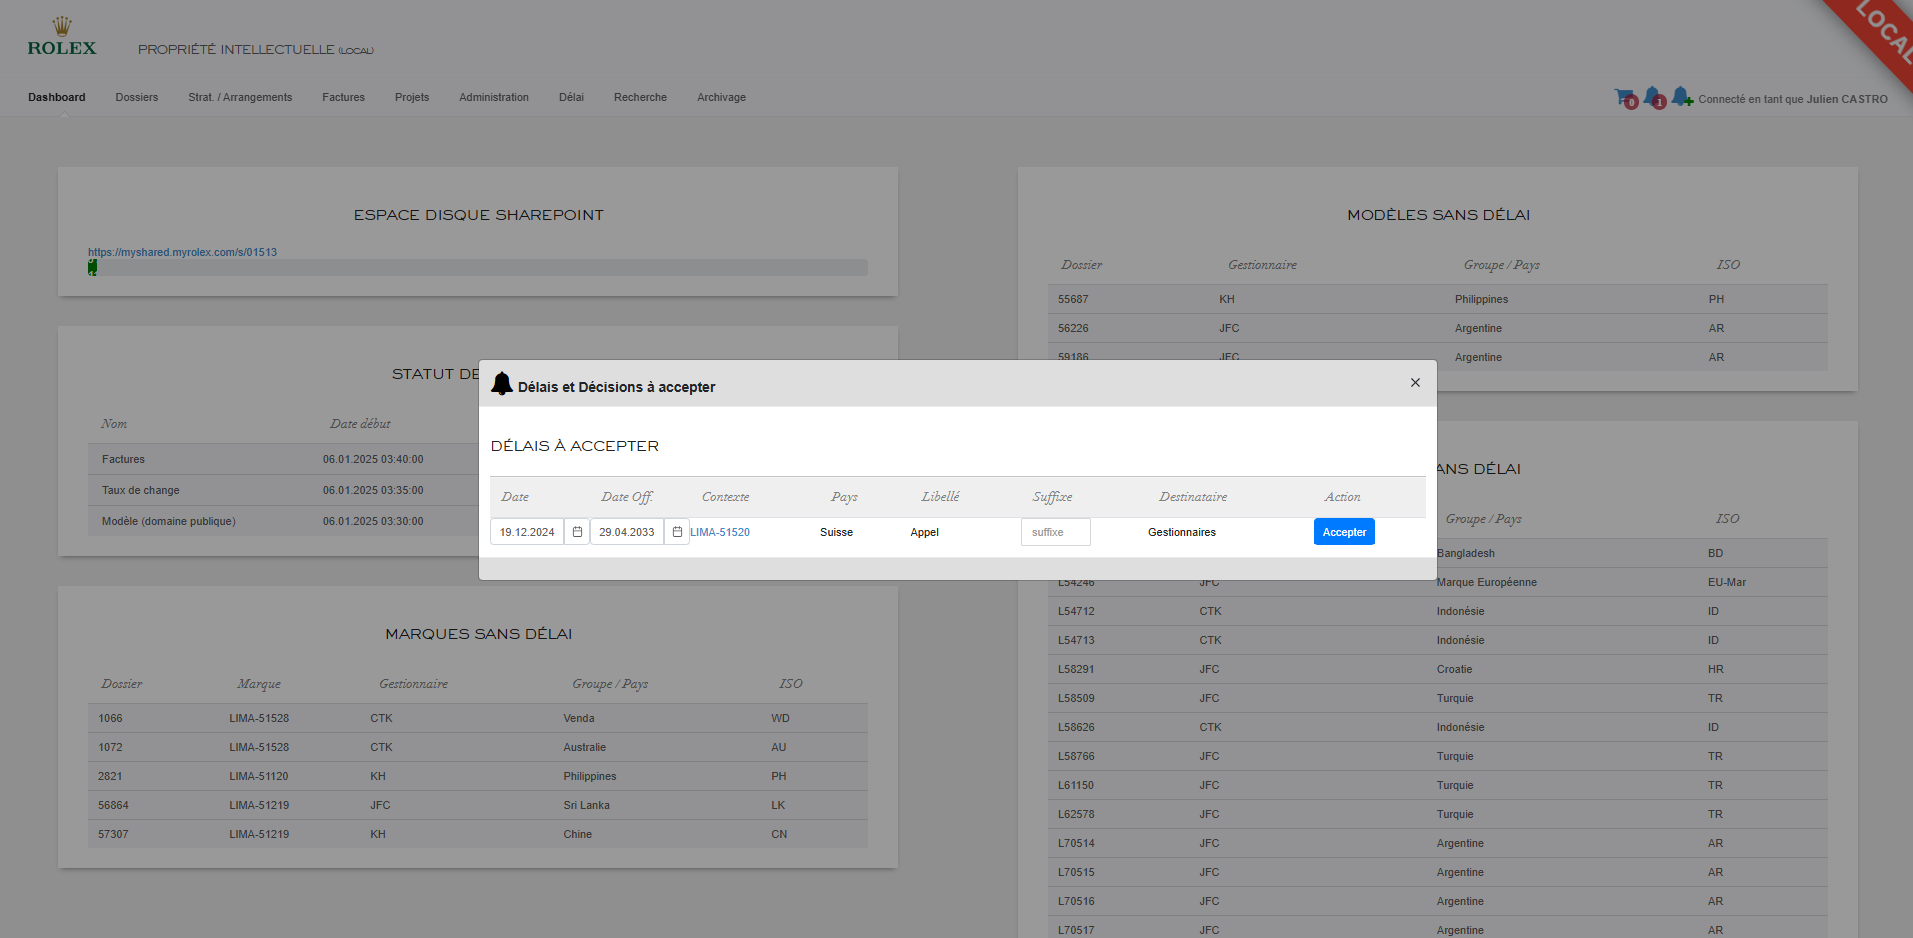 ROLEX
PROPRIÉTÉ INTELLECTUELLE (LOCAL)
LOCAL
Dashboard Dossiers Strat. / Arrangements Factures Projets Administration Délai Recherche Archivage
0 1 Connecté en tant que Julien CASTRO
ESPACE DISQUE SHAREPOINT
https://myshared.myrolex.com/s/01513
STATUT DE
Nom Date début
Factures 06.01.2025 03:40:00
Taux de change 06.01.2025 03:35:00
Modèle (domaine publique) 06.01.2025 03:30:00
MARQUES SANS DÉLAI
Dossier Marque Gestionnaire Groupe / Pays ISO
1066 LIMA-51528 CTK Venda WD
1072 LIMA-51528 CTK Australie AU
2821 LIMA-51120 KH Philippines PH
56864 LIMA-51219 JFC Sri Lanka LK
57307 LIMA-51219 KH Chine CN
MODÈLES SANS DÉLAI
Dossier Gestionnaire Groupe / Pays ISO
55687 KH Philippines PH
56226 JFC Argentine AR
59186 JFC Argentine AR
Délais et Décisions à accepter
DÉLAIS À ACCEPTER
Date Date Off. Contexte Pays Libellé Suffixe Destinataire Action
19.12.2024 29.04.2033 LIMA-51520 Suisse Appel suffixe Gestionnaires Accepter
ANS DÉLAI
Groupe / Pays ISO
Bangladesh BD
L54246 JFC Marque Européenne EU-Mar
L54712 CTK Indonésie ID
L54713 CTK Indonésie ID
L58291 JFC Croatie HR
L58509 JFC Turquie TR
L58626 CTK Indonésie ID
L58766 JFC Turquie TR
L61150 JFC Turquie TR
L62578 JFC Turquie TR
L70514 JFC Argentine AR
L70515 JFC Argentine AR
L70516 JFC Argentine AR
L70517 JFC Argentine AR